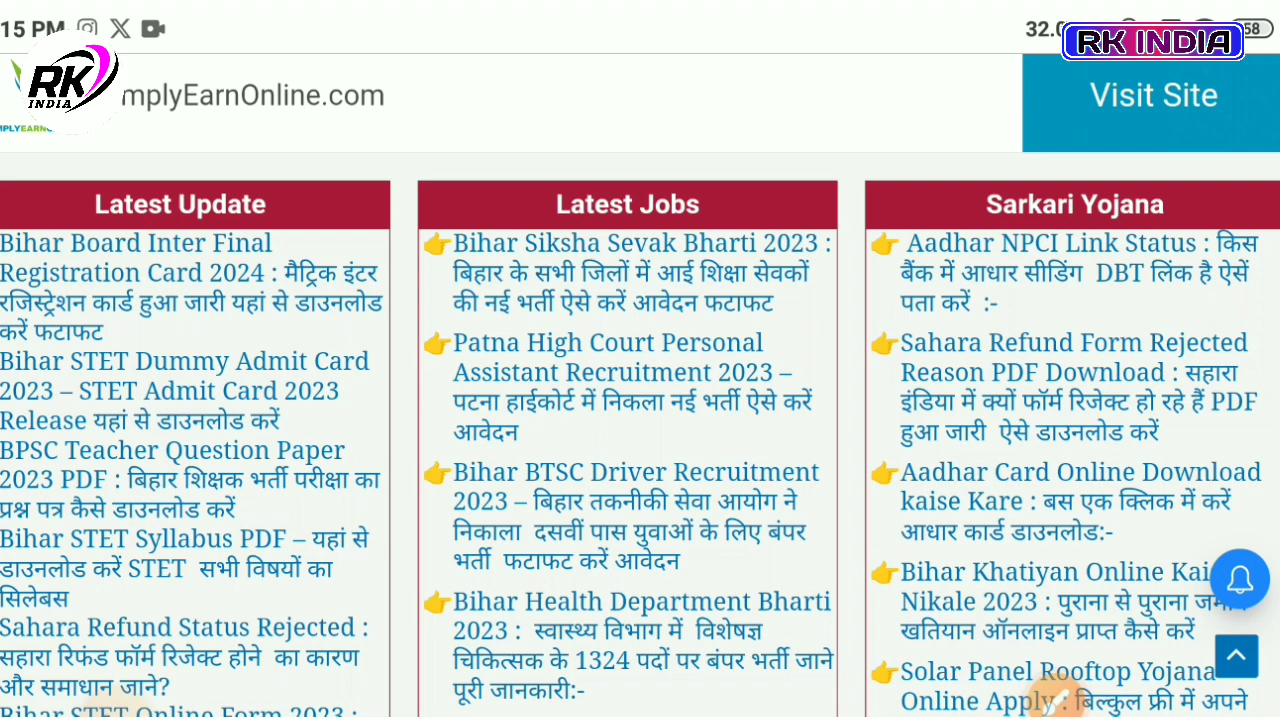 15 PM
32.0
58
RK INDIA
RK
INDIA
mplyEarnOnline.com
MPLYEARN
Visit Site
Latest Update
Bihar Board Inter Final
Registration Card 2024 : मैट्रिक इंटर
रजिस्ट्रेशन कार्ड हुआ जारी यहां से डाउनलोड
करें फटाफट
Bihar STET Dummy Admit Card
2023 – STET Admit Card 2023
Release यहां से डाउनलोड करें
BPSC Teacher Question Paper
2023 PDF : बिहार शिक्षक भर्ती परीक्षा का
प्रश्न पत्र कैसे डाउनलोड करें
Bihar STET Syllabus PDF – यहां से
डाउनलोड करें STET सभी विषयों का
सिलेबस
Sahara Refund Status Rejected :
सहारा रिफंड फॉर्म रिजेक्ट होने का कारण
और समाधान जाने?
Bihar STET Online Form 2023 :
Latest Jobs
👉Bihar Siksha Sevak Bharti 2023 :
बिहार के सभी जिलों में आई शिक्षा सेवकों
की नई भर्ती ऐसे करें आवेदन फटाफट
👉Patna High Court Personal
Assistant Recruitment 2023 –
पटना हाईकोर्ट में निकला नई भर्ती ऐसे करें
आवेदन
👉Bihar BTSC Driver Recruitment
2023 – बिहार तकनीकी सेवा आयोग ने
निकाला दसवीं पास युवाओं के लिए बंपर
भर्ती फटाफट करें आवेदन
👉Bihar Health Department Bharti
2023 : स्वास्थ्य विभाग में विशेषज्ञ
चिकित्सक के 1324 पदों पर बंपर भर्ती जाने
पूरी जानकारी:-
Sarkari Yojana
👉 Aadhar NPCI Link Status : किस
बैंक में आधार सीडिंग DBT लिंक है ऐसें
पता करें :-
👉Sahara Refund Form Rejected
Reason PDF Download : सहारा
इंडिया में क्यों फॉर्म रिजेक्ट हो रहे हैं PDF
हुआ जारी ऐसे डाउनलोड करें
👉Aadhar Card Online Download
kaise Kare : बस एक क्लिक में करें
आधार कार्ड डाउनलोड:-
👉Bihar Khatiyan Online Kai
Nikale 2023 : पुराना से पुराना
खतियान ऑनलाइन प्राप्त कैसे करें
👉Solar Panel Rooftop Yojana
Online Apply : बिल्कुल फ्री में अपने